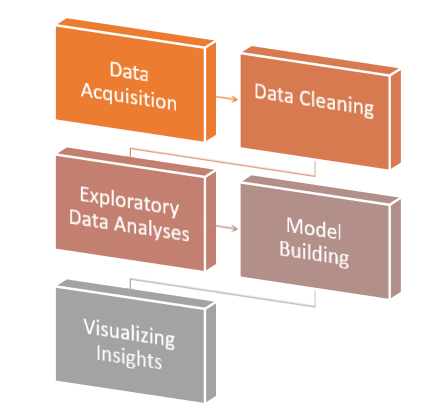 Data
Acquisition
Data Cleaning
Exploratory
Data Analyses
Model
Building
Visualizing
Insights